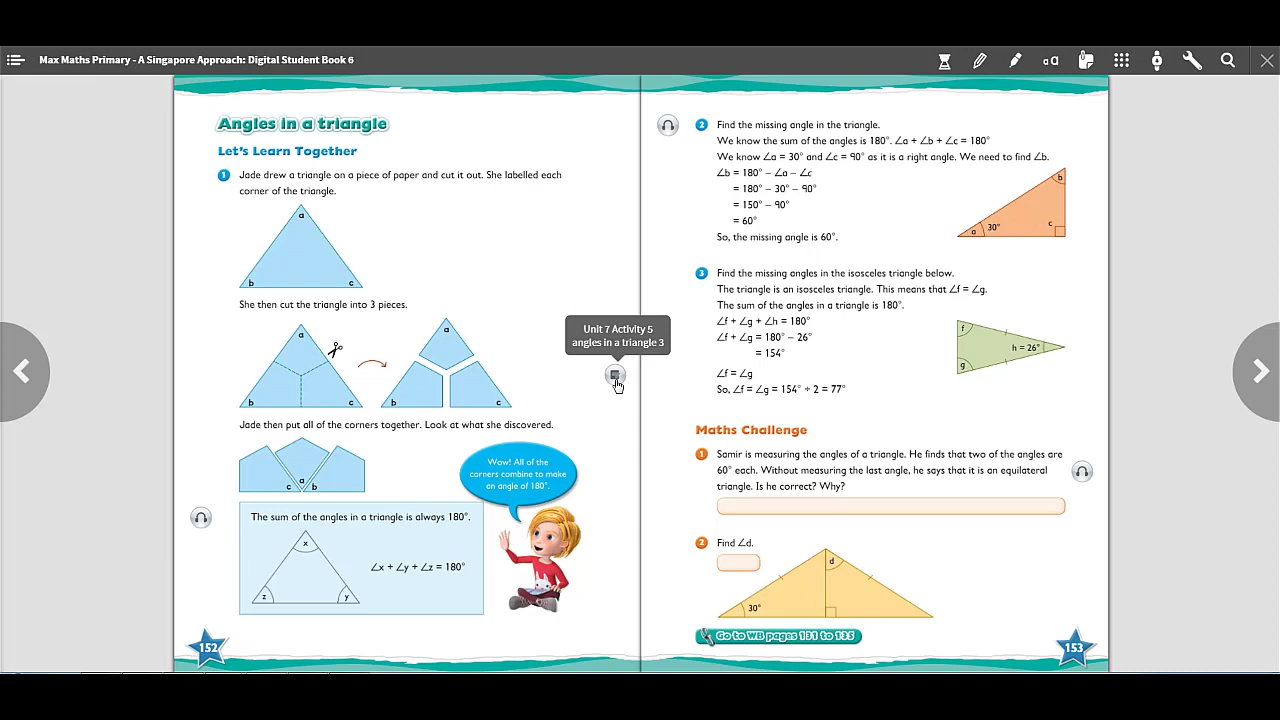 Max Maths Primary - A Singapore Approach: Digital Student Book 6
aa
Angles in a triangle
Let's Learn Together
1 Jade drew a triangle on a piece of paper and cut it out. She labelled each
corner of the triangle.
a
b c
She then cut the triangle into 3 pieces.
a
b c
a
b c
Jade then put all of the corners together. Look at what she discovered.
c a b
Wow! All of the
corners combine to make
an angle of 180°.
The sum of the angles in a triangle is always 180°.
x
z y
∠x + ∠y + ∠z = 180°
152
Unit 7 Activity 5
angles in a triangle 3
2 Find the missing angle in the triangle.
We know the sum of the angles is 180°. ∠a + ∠b + ∠c = 180°
We know ∠a = 30° and ∠c = 90° as it is a right angle. We need to find ∠b.
∠b = 180° – ∠a – ∠c
= 180° – 30° – 90°
= 150° – 90°
= 60°
So, the missing angle is 60°.
b
a 30° c
3 Find the missing angles in the isosceles triangle below.
The triangle is an isosceles triangle. This means that ∠f = ∠g.
The sum of the angles in a triangle is 180°.
∠f + ∠g + ∠h = 180°
∠f + ∠g = 180° – 26°
= 154°
∠f = ∠g
So, ∠f = ∠g = 154° ÷ 2 = 77°
f
h = 26°
g
Maths Challenge
1 Samir is measuring the angles of a triangle. He finds that two of the angles are
60° each. Without measuring the last angle, he says that it is an equilateral
triangle. Is he correct? Why?
2 Find ∠d.
d
30°
Go to WB pages 131 to 135
153